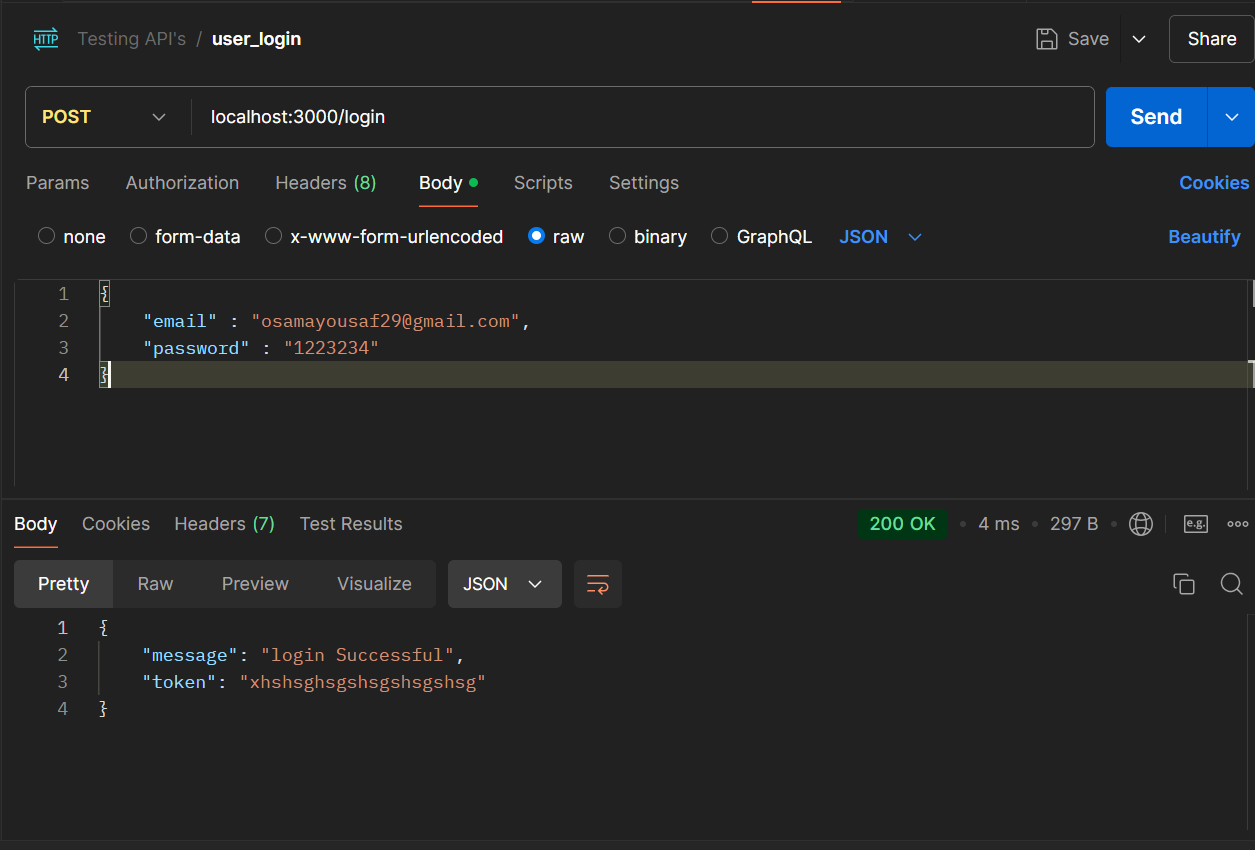 HTTP Testing API's / user_login Save Share
POST localhost:3000/login Send
Params Authorization Headers (8) Body Scripts Settings Cookies
none form-data x-www-form-urlencoded raw binary GraphQL JSON Beautify
1 {
2 "email" : "osamayousaf29@gmail.com",
3 "password" : "1223234"
4 }
Body Cookies Headers (7) Test Results 200 OK • 4 ms • 297 B • e.g.
Pretty Raw Preview Visualize JSON
1 {
2 "message": "login Successful",
3 "token": "xhshsghsgshsgshsgshsg"
4 }